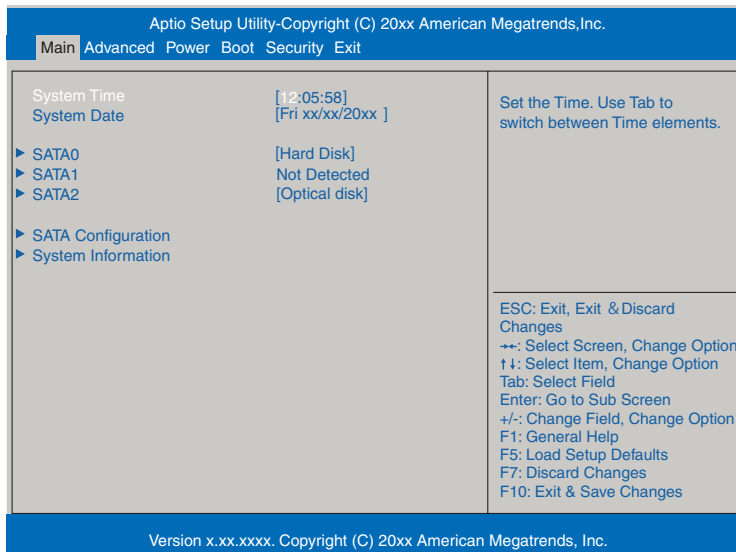 Aptio Setup Utility-Copyright (C) 20xx American Megatrends,Inc.
Main Advanced Power Boot Security Exit
System Time [12:05:58]
System Date [Fri xx/xx/20xx ]
SATA0 [Hard Disk]
SATA1 Not Detected
SATA2 [Optical disk]
SATA Configuration
System Information
Set the Time. Use Tab to
switch between Time elements.
ESC: Exit, Exit & Discard
Changes
→←: Select Screen, Change Option
↑↓: Select Item, Change Option
Tab: Select Field
Enter: Go to Sub Screen
+/-: Change Field, Change Option
F1: General Help
F5: Load Setup Defaults
F7: Discard Changes
F10: Exit & Save Changes
Version x.xx.xxxx. Copyright (C) 20xx American Megatrends, Inc.